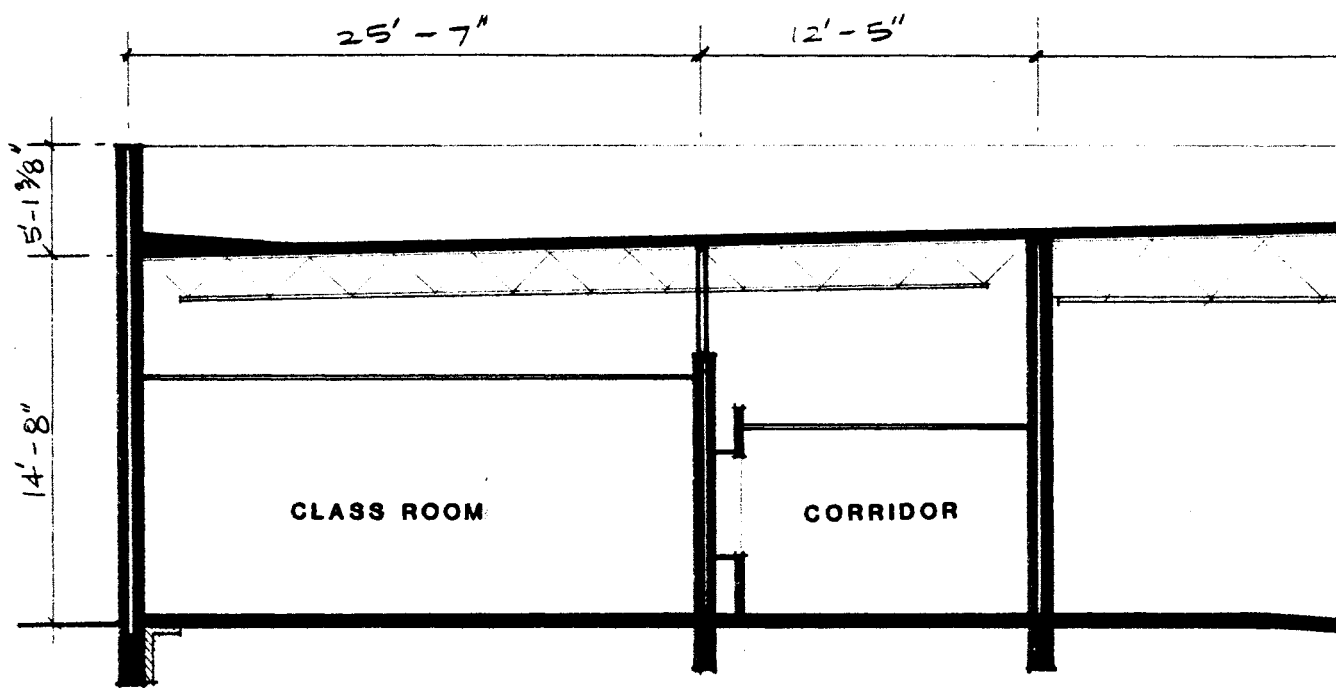 25' - 7"
12' - 5"
5'-1 3/8"
14' - 8"
CLASS ROOM
CORRIDOR